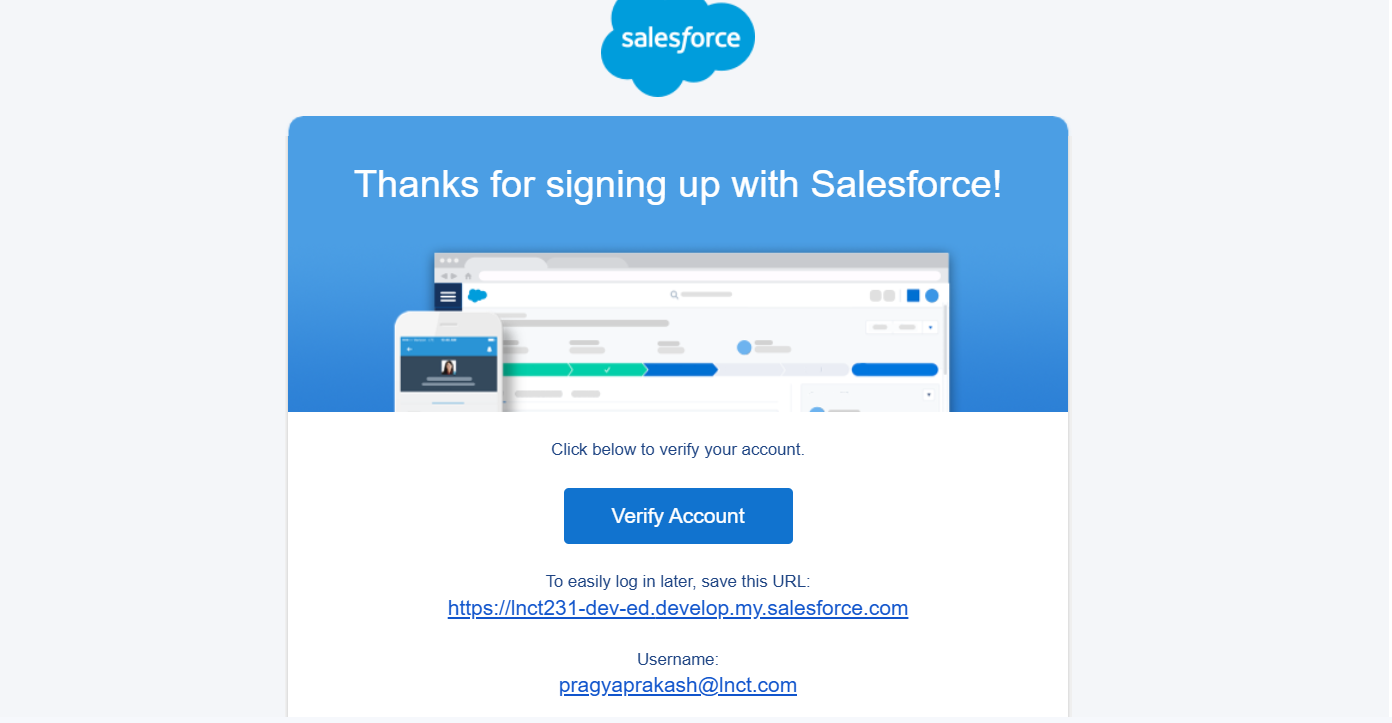 salesforce
Thanks for signing up with Salesforce!
Click below to verify your account.
Verify Account
To easily log in later, save this URL:
https://lnct231-dev-ed.develop.my.salesforce.com
Username:
pragyaprakash@lnct.com